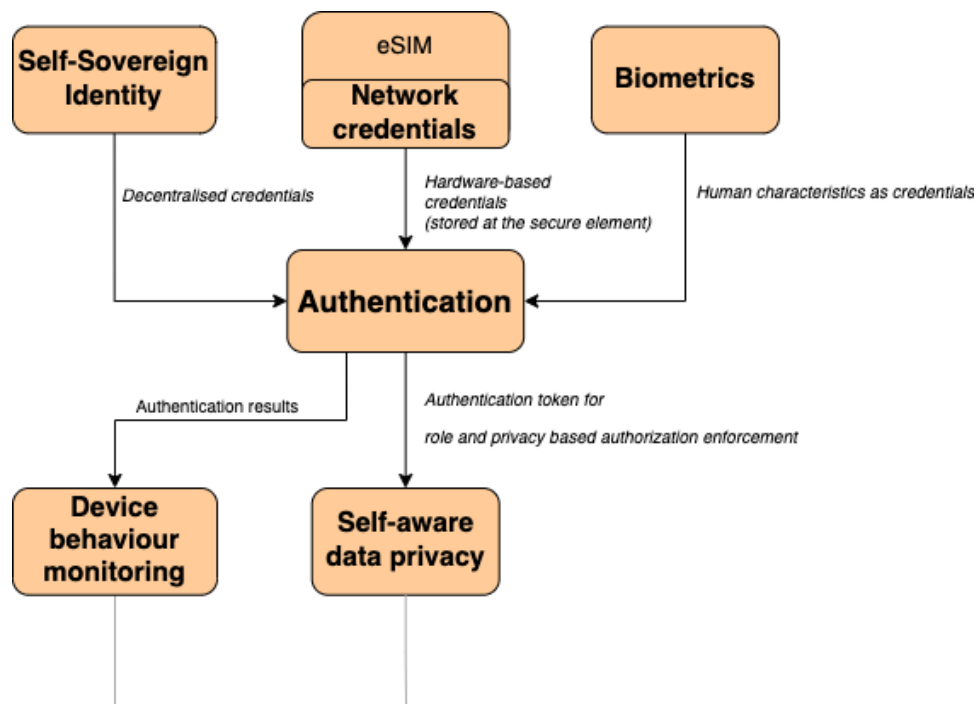 Self-Sovereign
Identity
eSIM
Network
credentials
Biometrics
Decentralised credentials
Hardware-based
credentials
(stored at the secure element)
Human characteristics as credentials
Authentication
Authentication results
Authentication token for
role and privacy based authorization enforcement
Device
behaviour
monitoring
Self-aware
data privacy